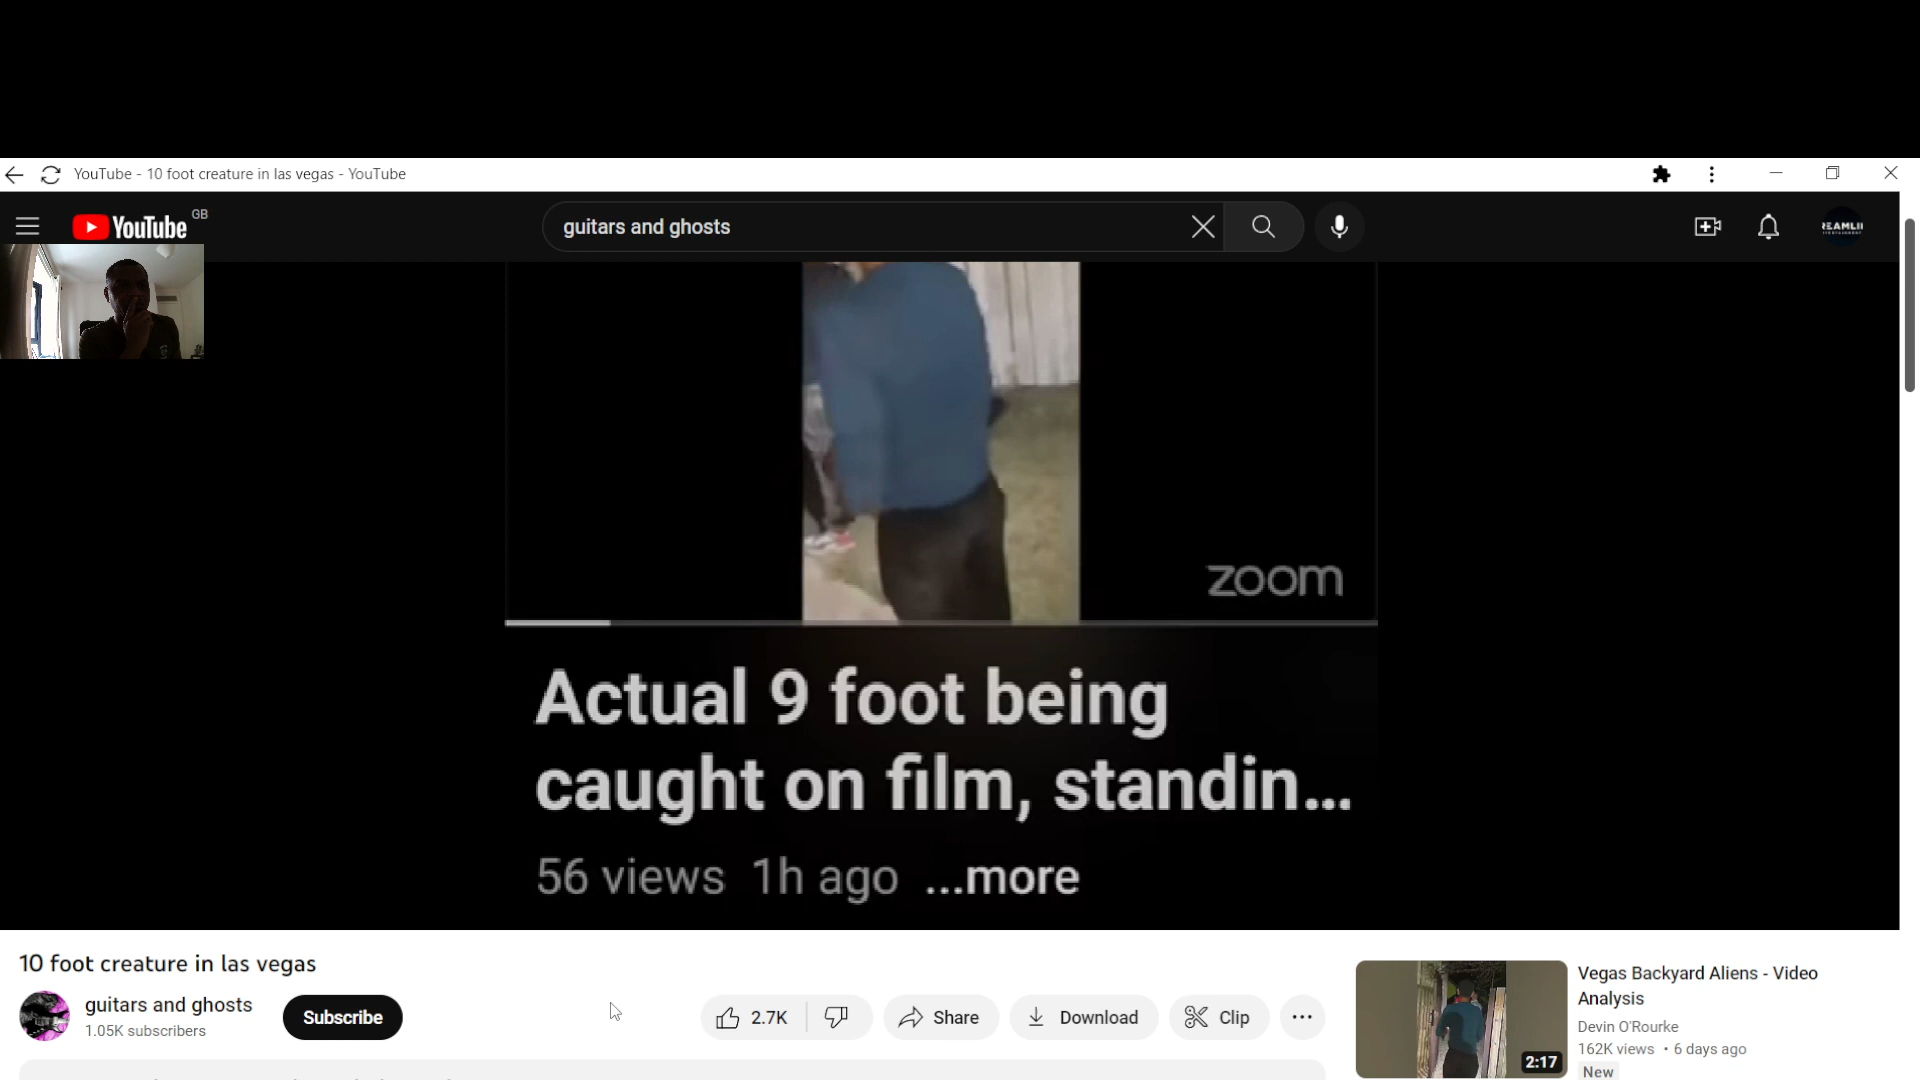 YouTube - 10 foot creature in las vegas - YouTube
YouTube GB
guitars and ghosts
REAMLI
zoom
Actual 9 foot being
caught on film, standin...
56 views 1h ago ...more
10 foot creature in las vegas
guitars and ghosts
1.05K subscribers
Subscribe
2.7K
Share
Download
Clip
2:17
Vegas Backyard Aliens - Video
Analysis
Devin O'Rourke
162K views • 6 days ago
New